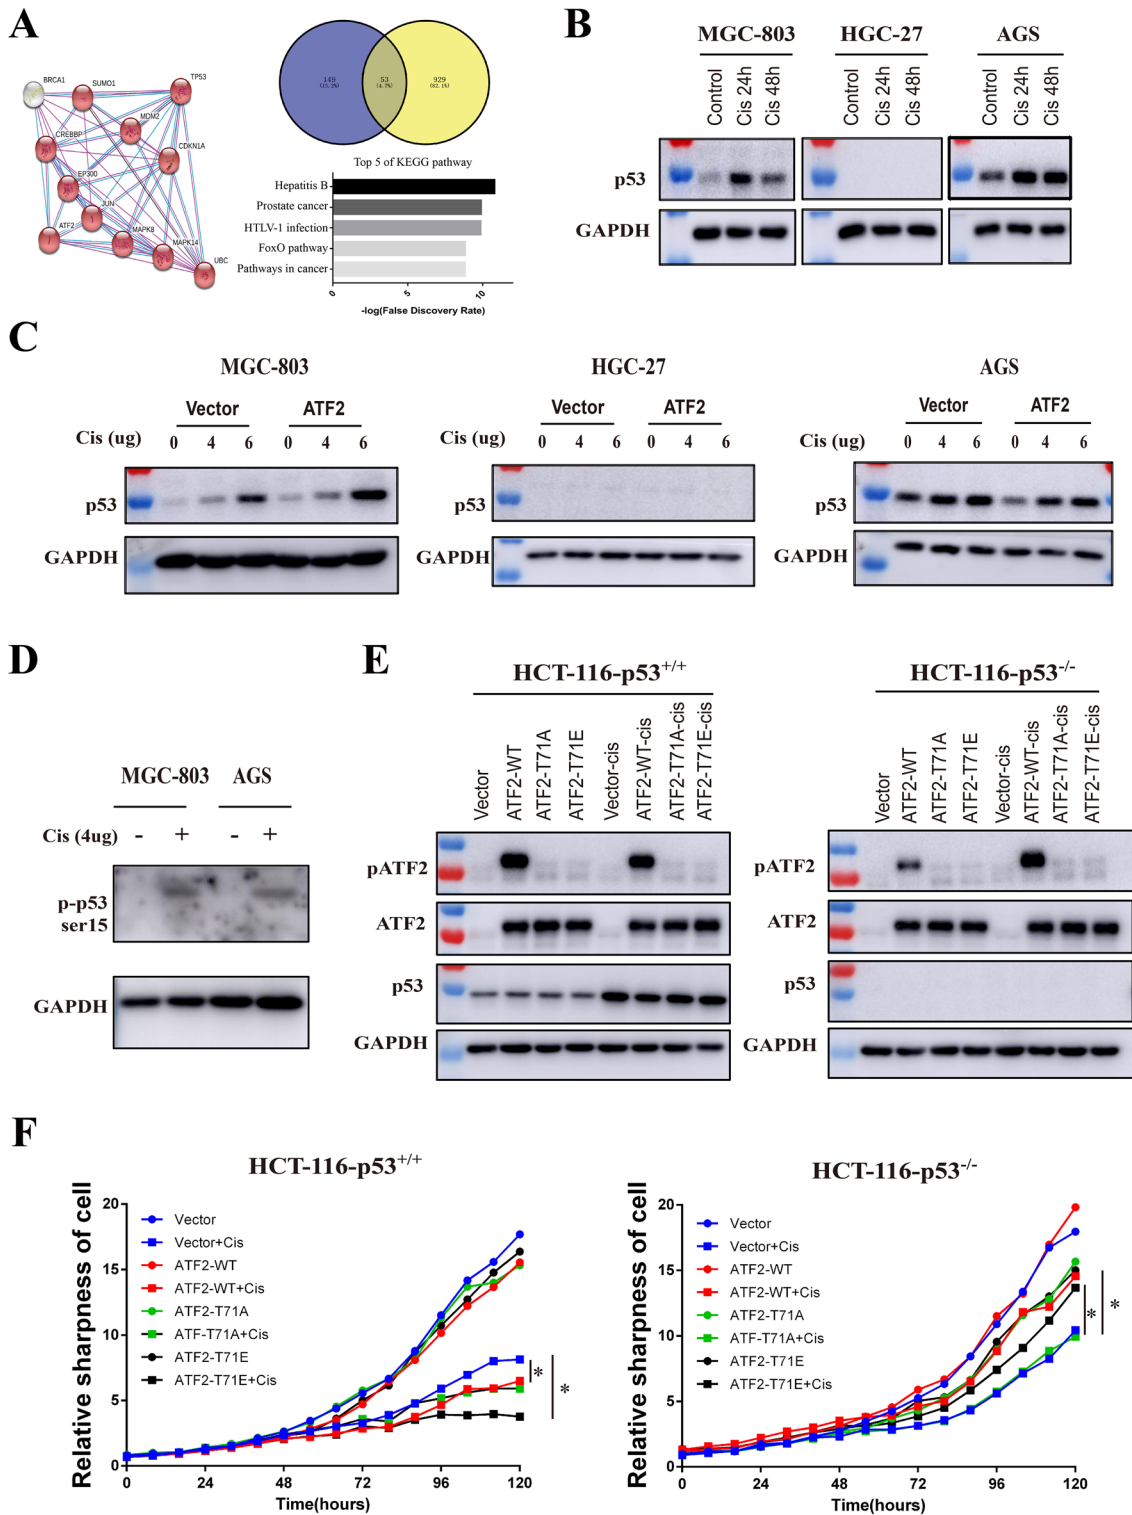 A
BRCA1
SUMO1
TP53
MDM2
CREBBP
CDKN1A
EP300
JUN
ATF2
MAPK8
MAPK14
UBC
149
(13.2%)
53
(4.7%)
929
(82.1%)
Top 5 of KEGG pathway
Hepatitis B
Prostate cancer
HTLV-1 infection
FoxO pathway
Pathways in cancer
0 5 10
-log(False Discovery Rate)
B
MGC-803 HGC-27 AGS
Control Cis 24h Cis 48h Control Cis 24h Cis 48h Control Cis 24h Cis 48h
p53
GAPDH
C
MGC-803 HGC-27 AGS
Vector ATF2 Vector ATF2 Vector ATF2
Cis (ug) 0 4 6 0 4 6 Cis (ug) 0 4 6 0 4 6 Cis (ug) 0 4 6 0 4 6
p53 p53 p53
GAPDH GAPDH GAPDH
D
MGC-803 AGS
Cis (4ug) - + - +
p-p53
ser15
GAPDH
E
HCT-116-p53+/+ HCT-116-p53-/-
Vector ATF2-WT ATF2-T71A ATF2-T71E Vector-cis ATF2-WT-cis ATF2-T71A-cis ATF2-T71E-cis
Vector ATF2-WT ATF2-T71A ATF2-T71E Vector-cis ATF2-WT-cis ATF2-T71A-cis ATF2-T71E-cis
pATF2 pATF2
ATF2 ATF2
p53 p53
GAPDH GAPDH
F
HCT-116-p53+/+
Relative sharpness of cell
20
15
10
5
0
0 24 48 72 96 120
Time(hours)
Vector
Vector+Cis
ATF2-WT
ATF2-WT+Cis
ATF2-T71A
ATF-T71A+Cis
ATF2-T71E
ATF2-T71E+Cis
* *
HCT-116-p53-/-
Relative sharpness of cell
20
15
10
5
0
0 24 48 72 96 120
Time(hours)
Vector
Vector+Cis
ATF2-WT
ATF2-WT+Cis
ATF2-T71A
ATF-T71A+Cis
ATF2-T71E
ATF2-T71E+Cis
* *